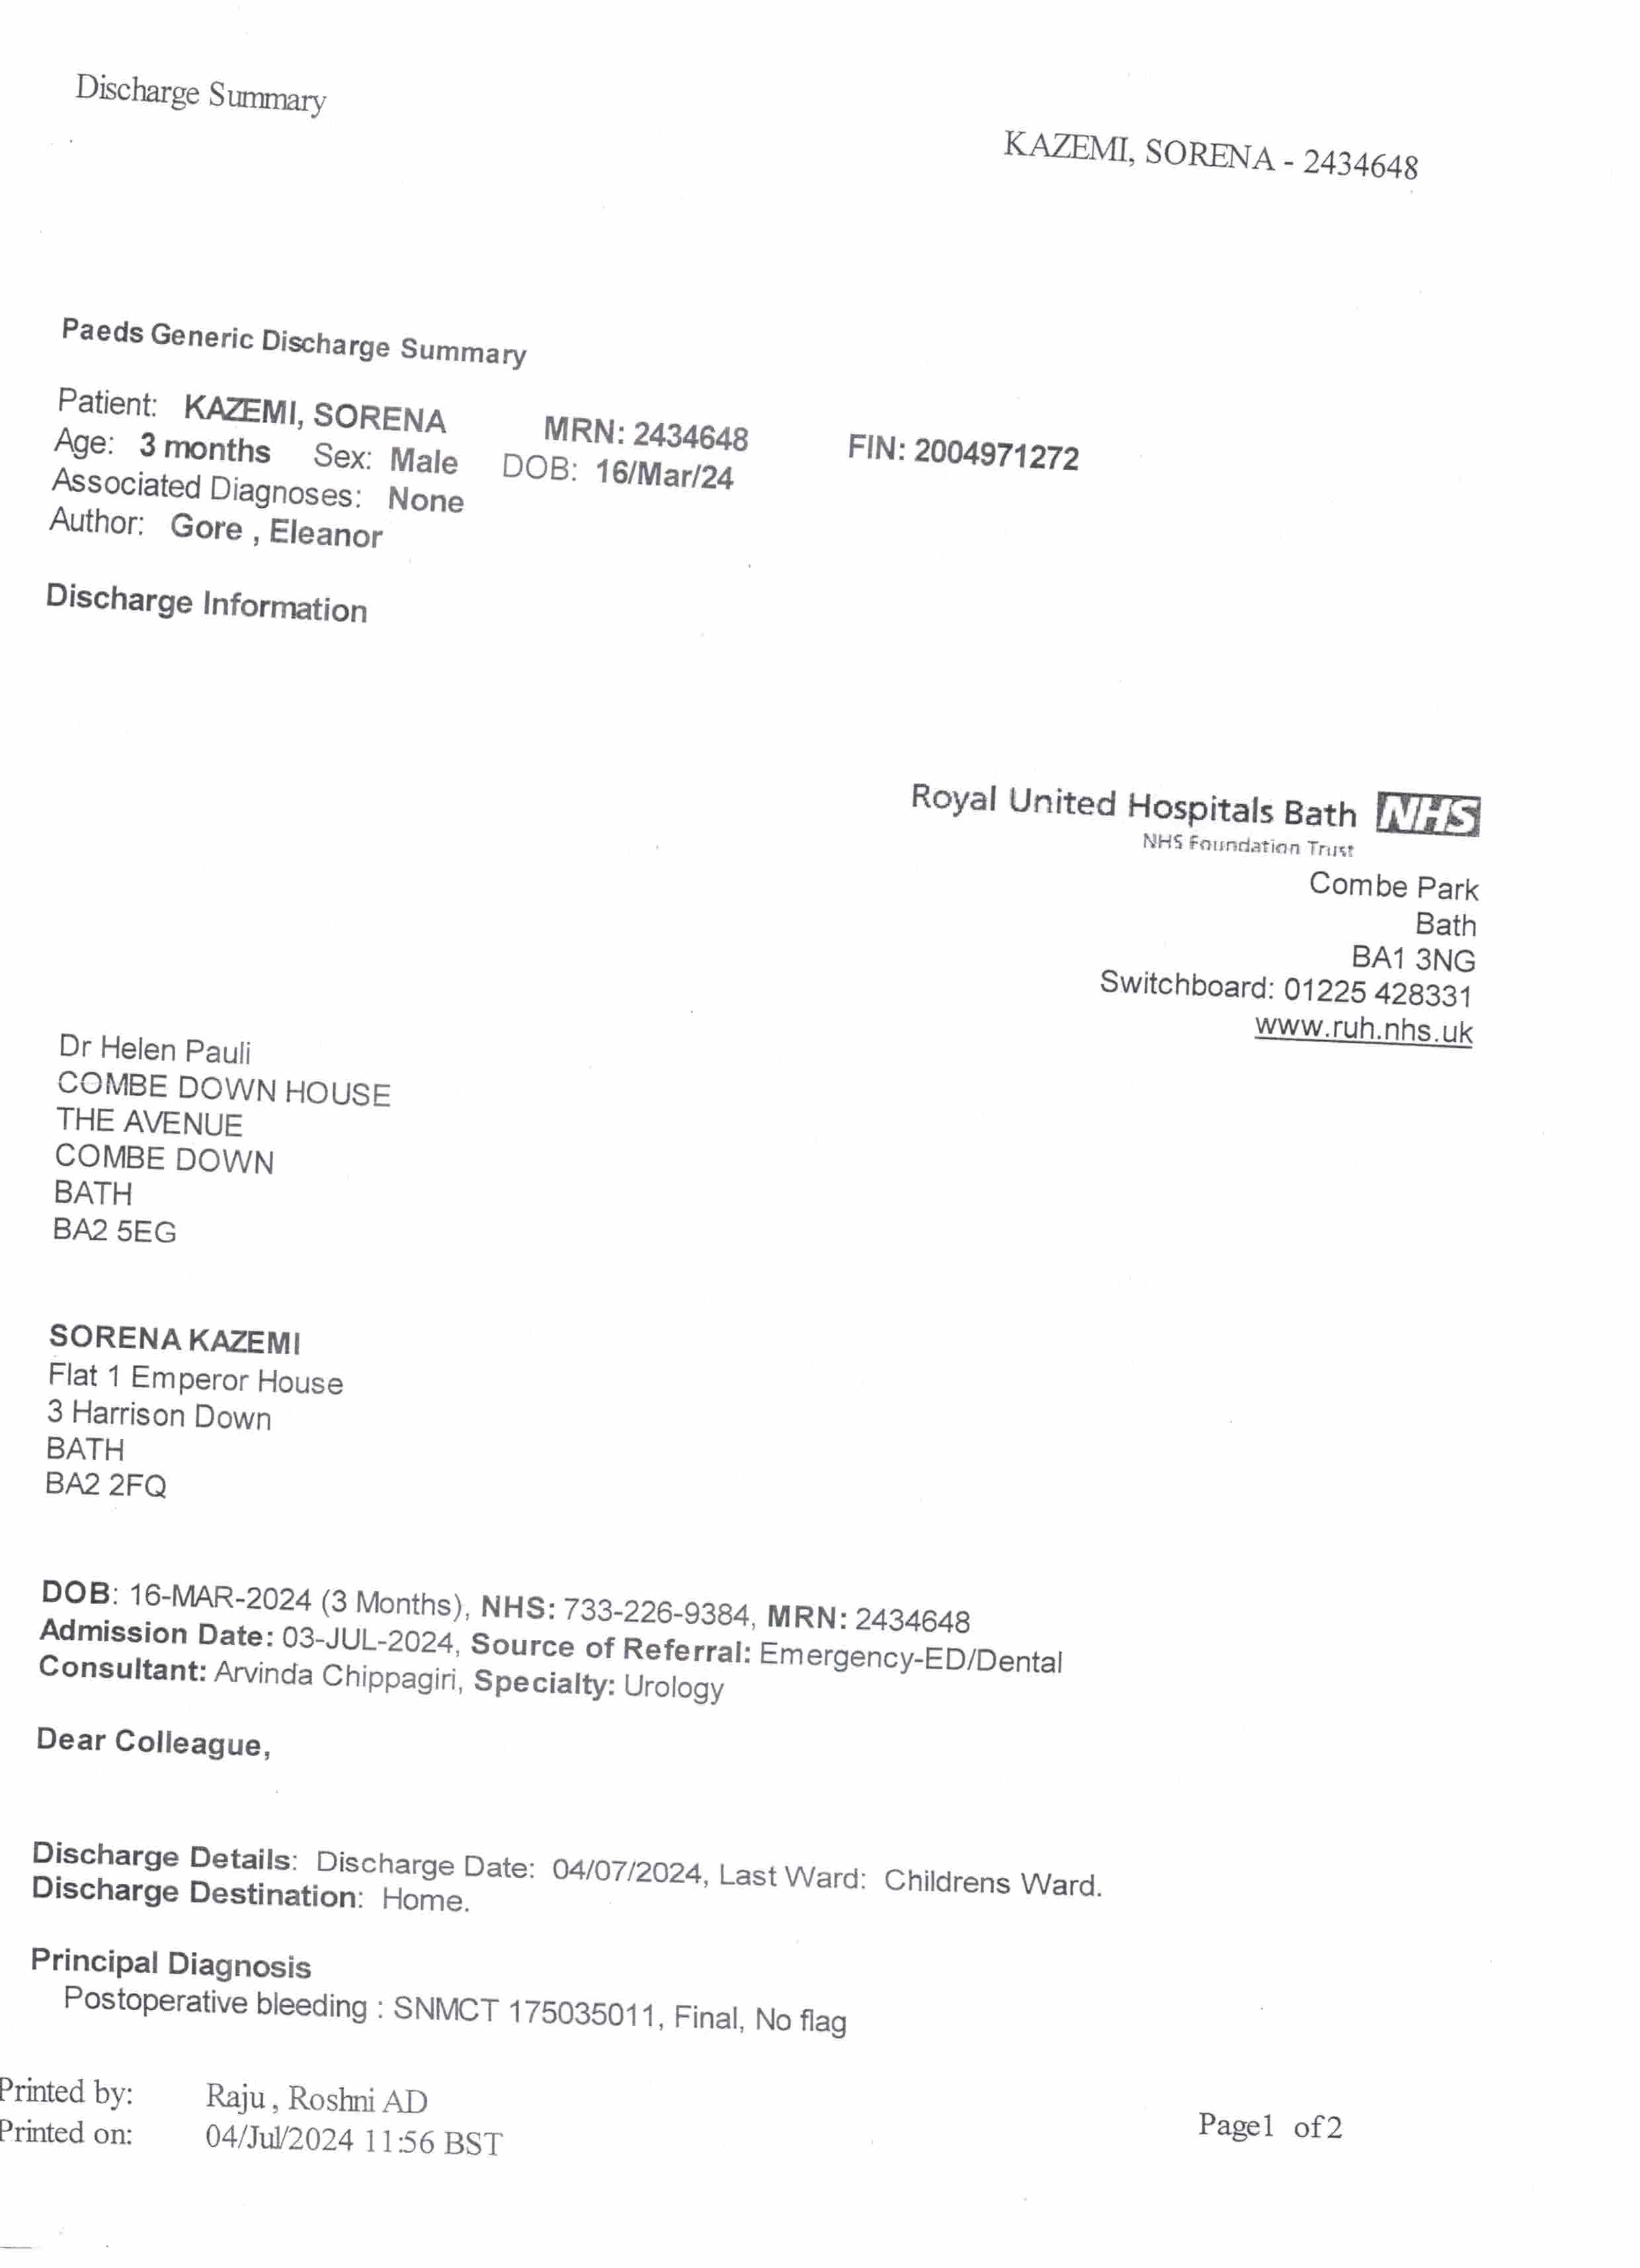 Discharge Summary
KAZEMI, SORENA - 2434648
Paeds Generic Discharge Summary
Patient: KAZEMI, SORENA MRN: 2434648 FIN: 2004971272
Age: 3 months Sex: Male DOB: 16/Mar/24
Associated Diagnoses: None
Author: Gore , Eleanor
Discharge Information
Royal United Hospitals Bath NHS
NHS Foundation Trust
Combe Park
Bath
BA1 3NG
Switchboard: 01225 428331
www.ruh.nhs.uk
Dr Helen Pauli
COMBE DOWN HOUSE
THE AVENUE
COMBE DOWN
BATH
BA2 5EG
SORENA KAZEMI
Flat 1 Emperor House
3 Harrison Down
BATH
BA2 2FQ
DOB: 16-MAR-2024 (3 Months), NHS: 733-226-9384, MRN: 2434648
Admission Date: 03-JUL-2024, Source of Referral: Emergency-ED/Dental
Consultant: Arvinda Chippagiri, Specialty: Urology
Dear Colleague,
Discharge Details: Discharge Date: 04/07/2024, Last Ward: Childrens Ward.
Discharge Destination: Home.
Principal Diagnosis
Postoperative bleeding : SNMCT 175035011, Final, No flag
Printed by: Raju , Roshni AD
Printed on: 04/Jul/2024 11:56 BST
Page1 of2